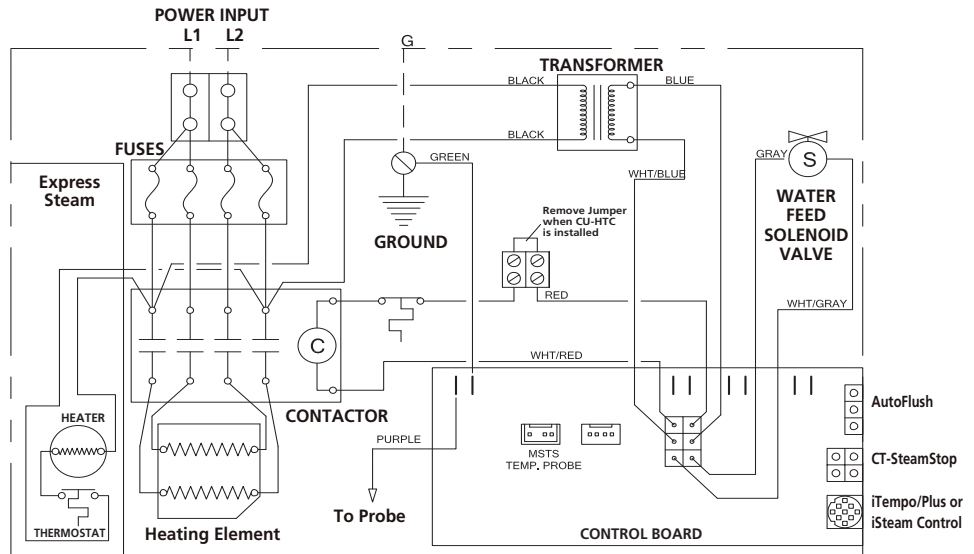 POWER INPUT
L1 L2
G
TRANSFORMER
BLACK
BLUE
BLACK
FUSES
GREEN
GRAY
S
WHT/BLUE
Express
Steam
WATER
FEED
SOLENOID
VALVE
Remove Jumper
when CU-HTC
is installed
GROUND
RED
WHT/GRAY
C
WHT/RED
CONTACTOR
HEATER
AutoFlush
PURPLE
MSTS
TEMP. PROBE
CT-SteamStop
To Probe
iTempo/Plus or
iSteam Control
THERMOSTAT
Heating Element
CONTROL BOARD